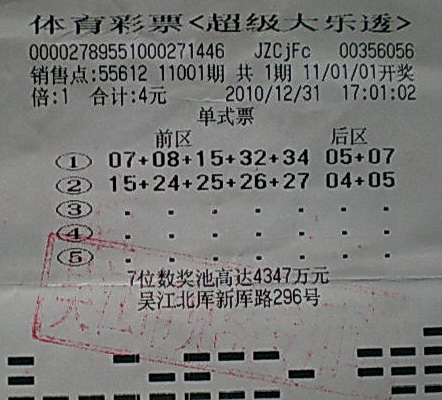 体育彩票<超级大乐透>
000027895510002​71446 JZCjFc 00356056
销售点:55612 11001期 共 1期 11/01/01开奖
倍:1 合计:4元 2010/12/31 17:01:02
单式票
前区 后区
① 07+08+15+32+34 05+07
② 15+24+25+26+27 04+05
③ . . . . . . .
④ . . . . . . .
⑤ . . . . . . .
7位数奖池高达4347万元
吴江北厍新厍路296号